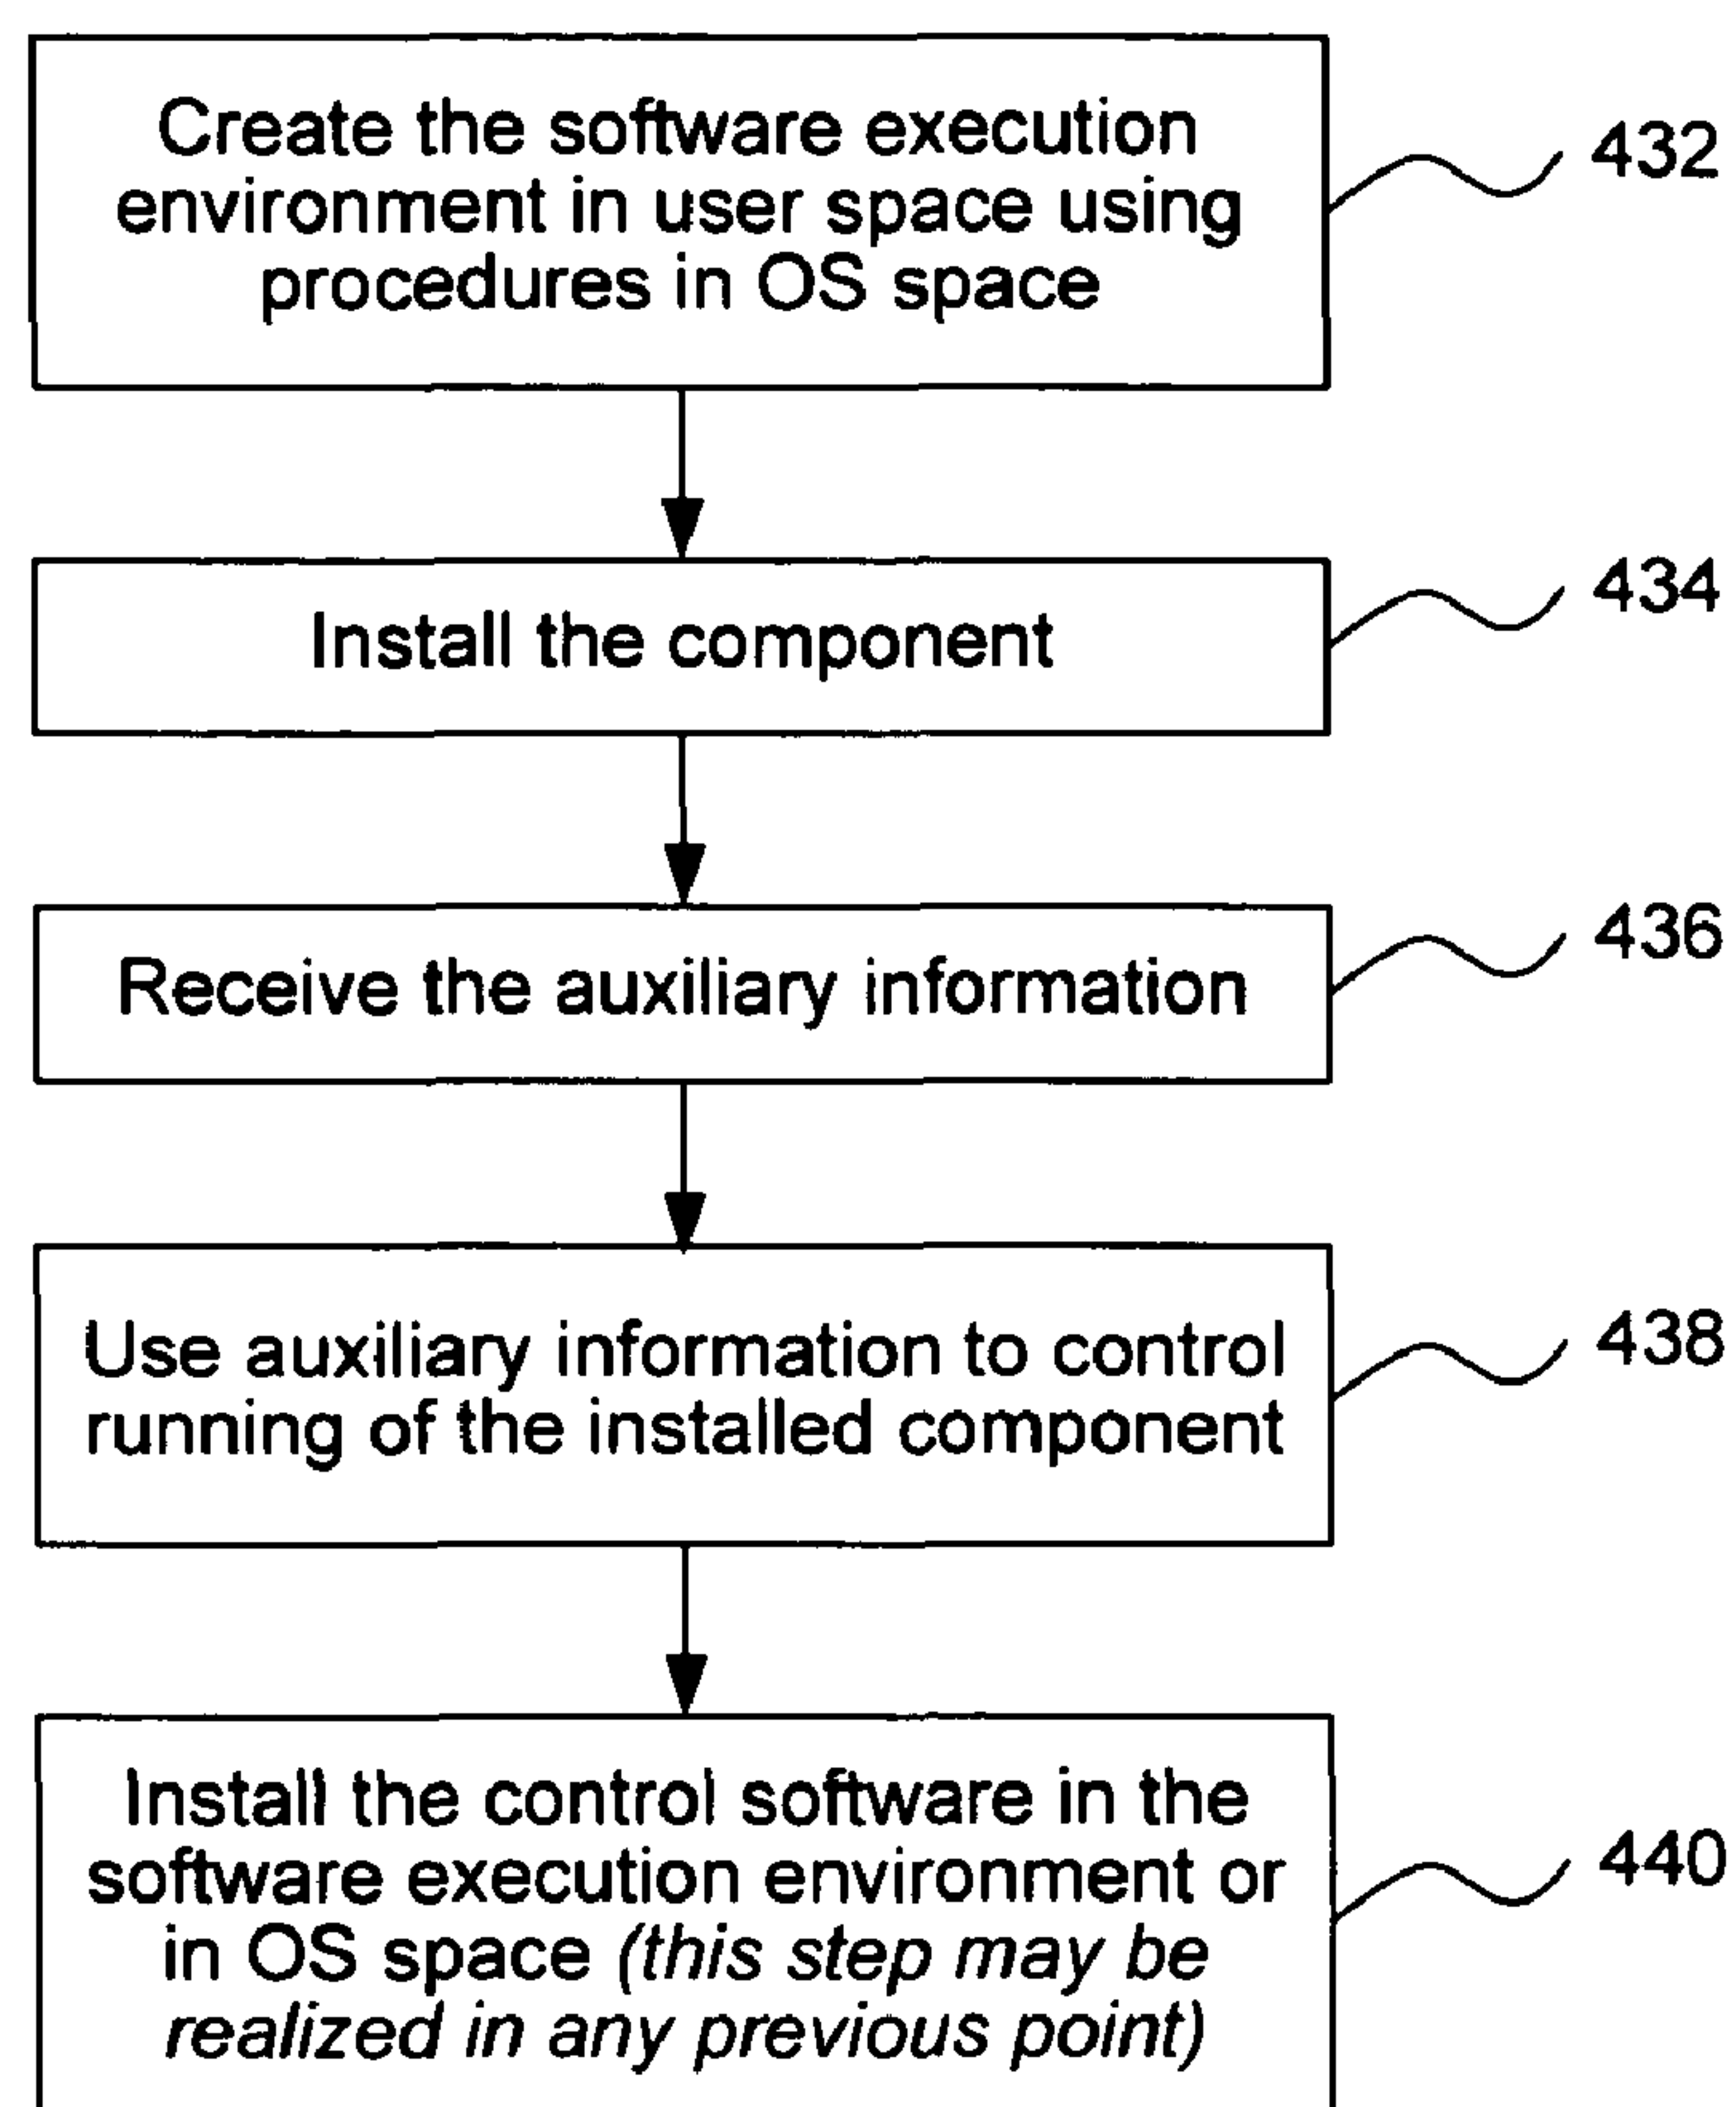 Create the software execution
environment in user space using
procedures in OS space
432
Install the component
434
Receive the auxiliary information
436
Use auxiliary information to control
running of the installed component
438
Install the control software in the
software execution environment or
in OS space (this step may be
realized in any previous point)
440